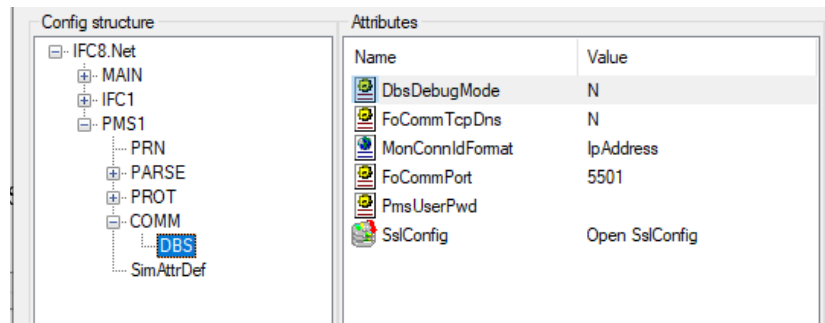 Config structure
IFC8.Net
MAIN
IFC1
PMS1
PRN
PARSE
PROT
COMM
DBS
SimAttrDef
Attributes
Name Value
DbsDebugMode N
FoCommTcpDns N
MonConnIdFormat IpAddress
FoCommPort 5501
PmsUserPwd
SslConfig Open SslConfig